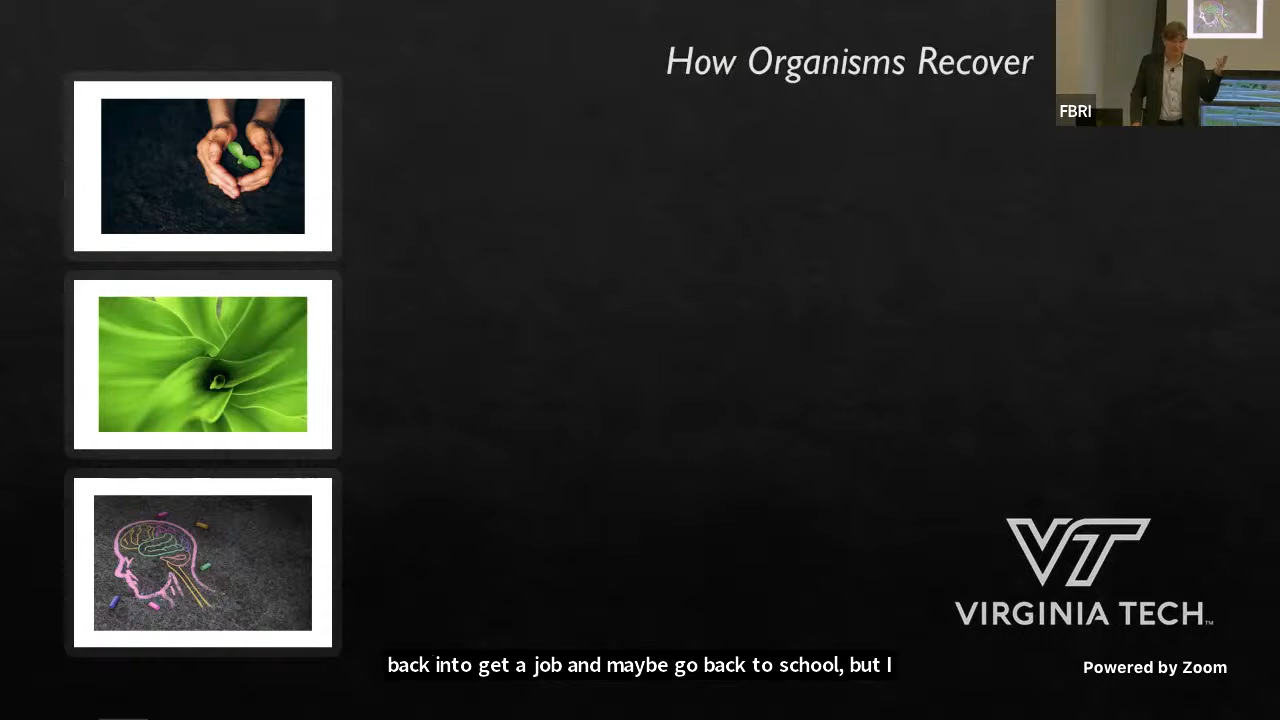 How Organisms Recover
FBRI
VT
VIRGINIA TECH™
back into get a job and maybe go back to school, but I
Powered by Zoom